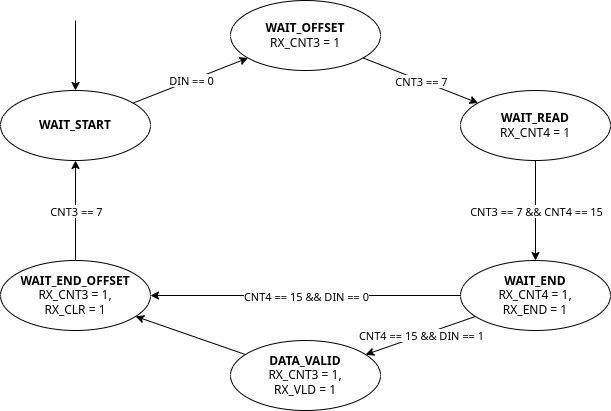 WAIT_OFFSET
RX_CNT3 = 1
DIN == 0
CNT3 == 7
WAIT_START
WAIT_READ
RX_CNT4 = 1
CNT3 == 7
CNT3 == 7 && CNT4 == 15
WAIT_END_OFFSET
RX_CNT3 = 1,
RX_CLR = 1
CNT4 == 15 && DIN == 0
WAIT_END
RX_CNT4 = 1,
RX_END = 1
CNT4 == 15 && DIN == 1
DATA_VALID
RX_CNT3 = 1,
RX_VLD = 1